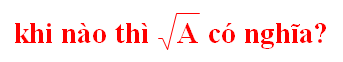 khi nào thì √A có nghĩa?